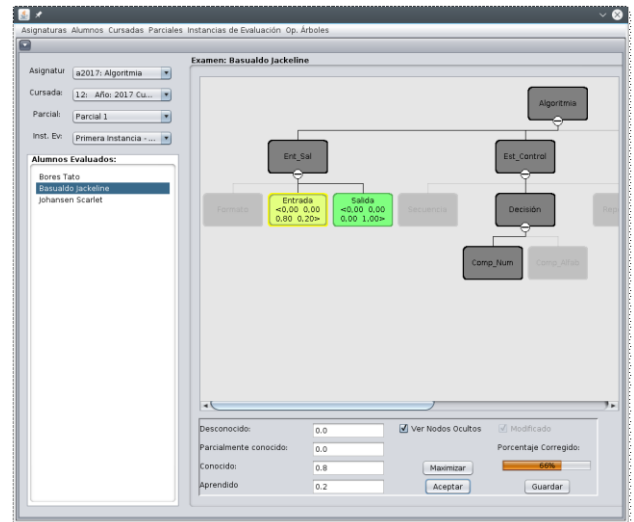 Asignaturas Alumnos Cursadas Parciales Instancias de Evaluación Op. Árboles
Examen: Basualdo Jackeline
Asignatur
a2017: Algoritmia
Cursada:
12: Año: 2017 Cu...
Parcial:
Parcial 1
Inst. Ev:
Primera Instancia -...
Alumnos Evaluados:
Bores Tato
Basualdo Jackeline
Johansen Scarlet
Algoritmia
Ent_Sal
Est_Control
Formato
Entrada
<0,00 0,00
0,80 0,20>
Salida
<0,00 0,00
0,00 1,00>
Secuencia
Decisión
Rep
Comp_Num
Comp_Alfab
Desconocido:
0.0
Ver Nodos Ocultos
Modificado
Parcialmente conocido:
0.0
Porcentaje Corregido:
Conocido:
0.8
Maximizar
66%
Aprendido
0.2
Aceptar
Guardar